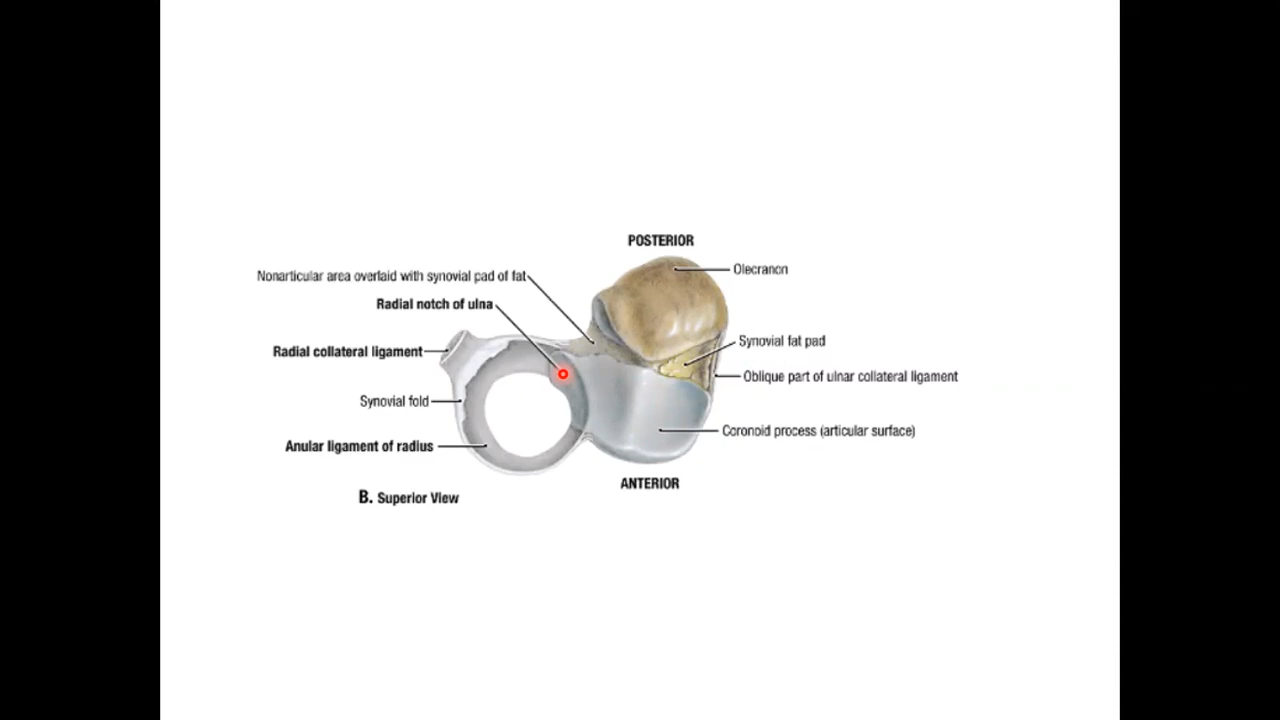 POSTERIOR
Nonarticular area overlaid with synovial pad of fat
Olecranon
Radial notch of ulna
Synovial fat pad
Radial collateral ligament
Oblique part of ulnar collateral ligament
Synovial fold
Coronoid process (articular surface)
Anular ligament of radius
ANTERIOR
B. Superior View